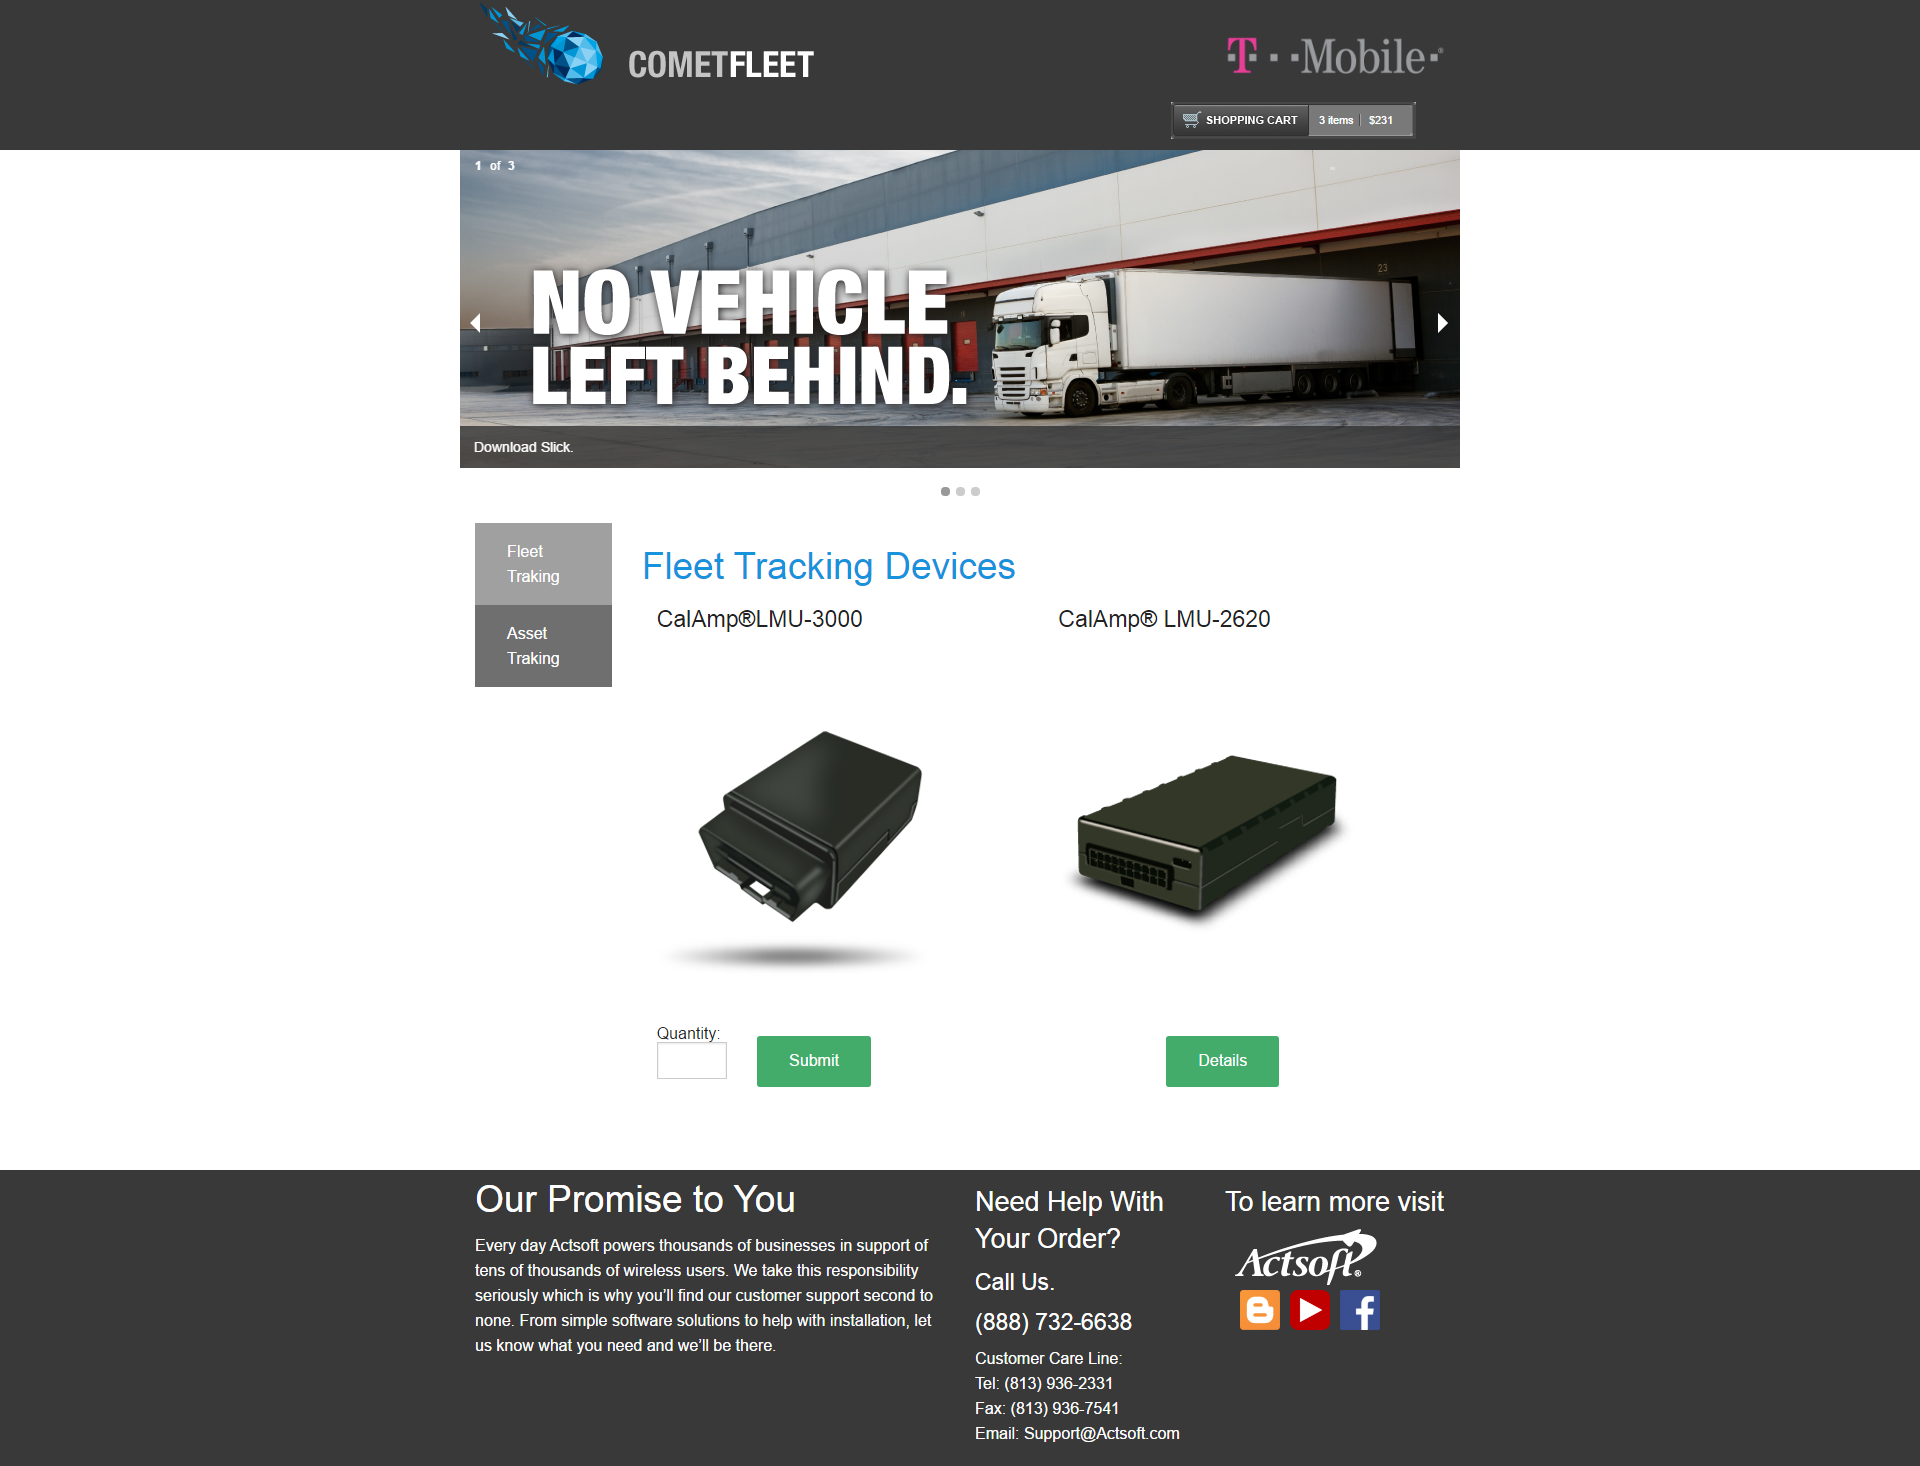 COMETFLEET
T··Mobile·®
SHOPPING CART
3 items
$231
1 of 3
23
NO VEHICLE
LEFT BEHIND.
Download Slick.
Fleet
Traking
Asset
Traking
Fleet Tracking Devices
CalAmp®LMU-3000
CalAmp® LMU-2620
Quantity:
Submit
Details
Our Promise to You
Every day Actsoft powers thousands of businesses in support of
tens of thousands of wireless users. We take this responsibility
seriously which is why you’ll find our customer support second to
none. From simple software solutions to help with installation, let
us know what you need and we’ll be there.
Need Help With
Your Order?
Call Us.
(888) 732-6638
Customer Care Line:
Tel: (813) 936-2331
Fax: (813) 936-7541
Email: Support@Actsoft.com
To learn more visit
Actsoft®